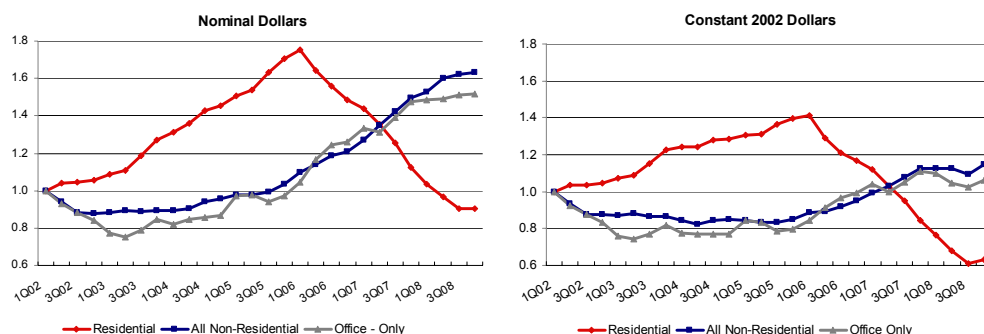 Nominal Dollars
1.8
1.6
1.4
1.2
1.0
0.8
0.6
1Q02 3Q02 1Q03 3Q03 1Q04 3Q04 1Q05 3Q05 1Q06 3Q06 1Q07 3Q07 1Q08 3Q08
Residential All Non-Residential Office - Only
Constant 2002 Dollars
1.8
1.6
1.4
1.2
1.0
0.8
0.6
1Q02 3Q02 1Q03 3Q03 1Q04 3Q04 1Q05 3Q05 1Q06 3Q06 1Q07 3Q07 1Q08 3Q08
Residential All Non-Residential Office Only